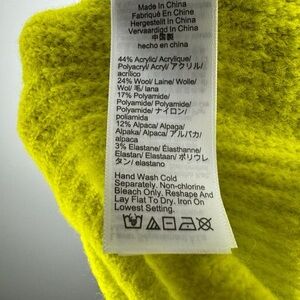 Made In China
Fabriqué En Chine
Hergestellt In China
Vervaardigd In China
中国製
hecho en china
44% Acrylic/ Acrylique/
Polyacryl/ Acryl/ アクリル/
acrílico
24% Wool/ Laine/ Wolle/
Wol/ 毛/ lana
17% Polyamide/
Polyamide/ Polyamide/
Polyamide/ ナイロン/
poliamida
12% Alpaca/ Alpaga/
Alpaka/ Alpaca/ アルパカ/
alpaca
3% Elastane/ Élasthanne/
Elastan/ Elastaan/ ポリウレ
タン/ elastano
Hand Wash Cold
Separately. Non-chlorine
Bleach Only. Reshape And
Lay Flat To Dry. Iron On
Lowest Setting.